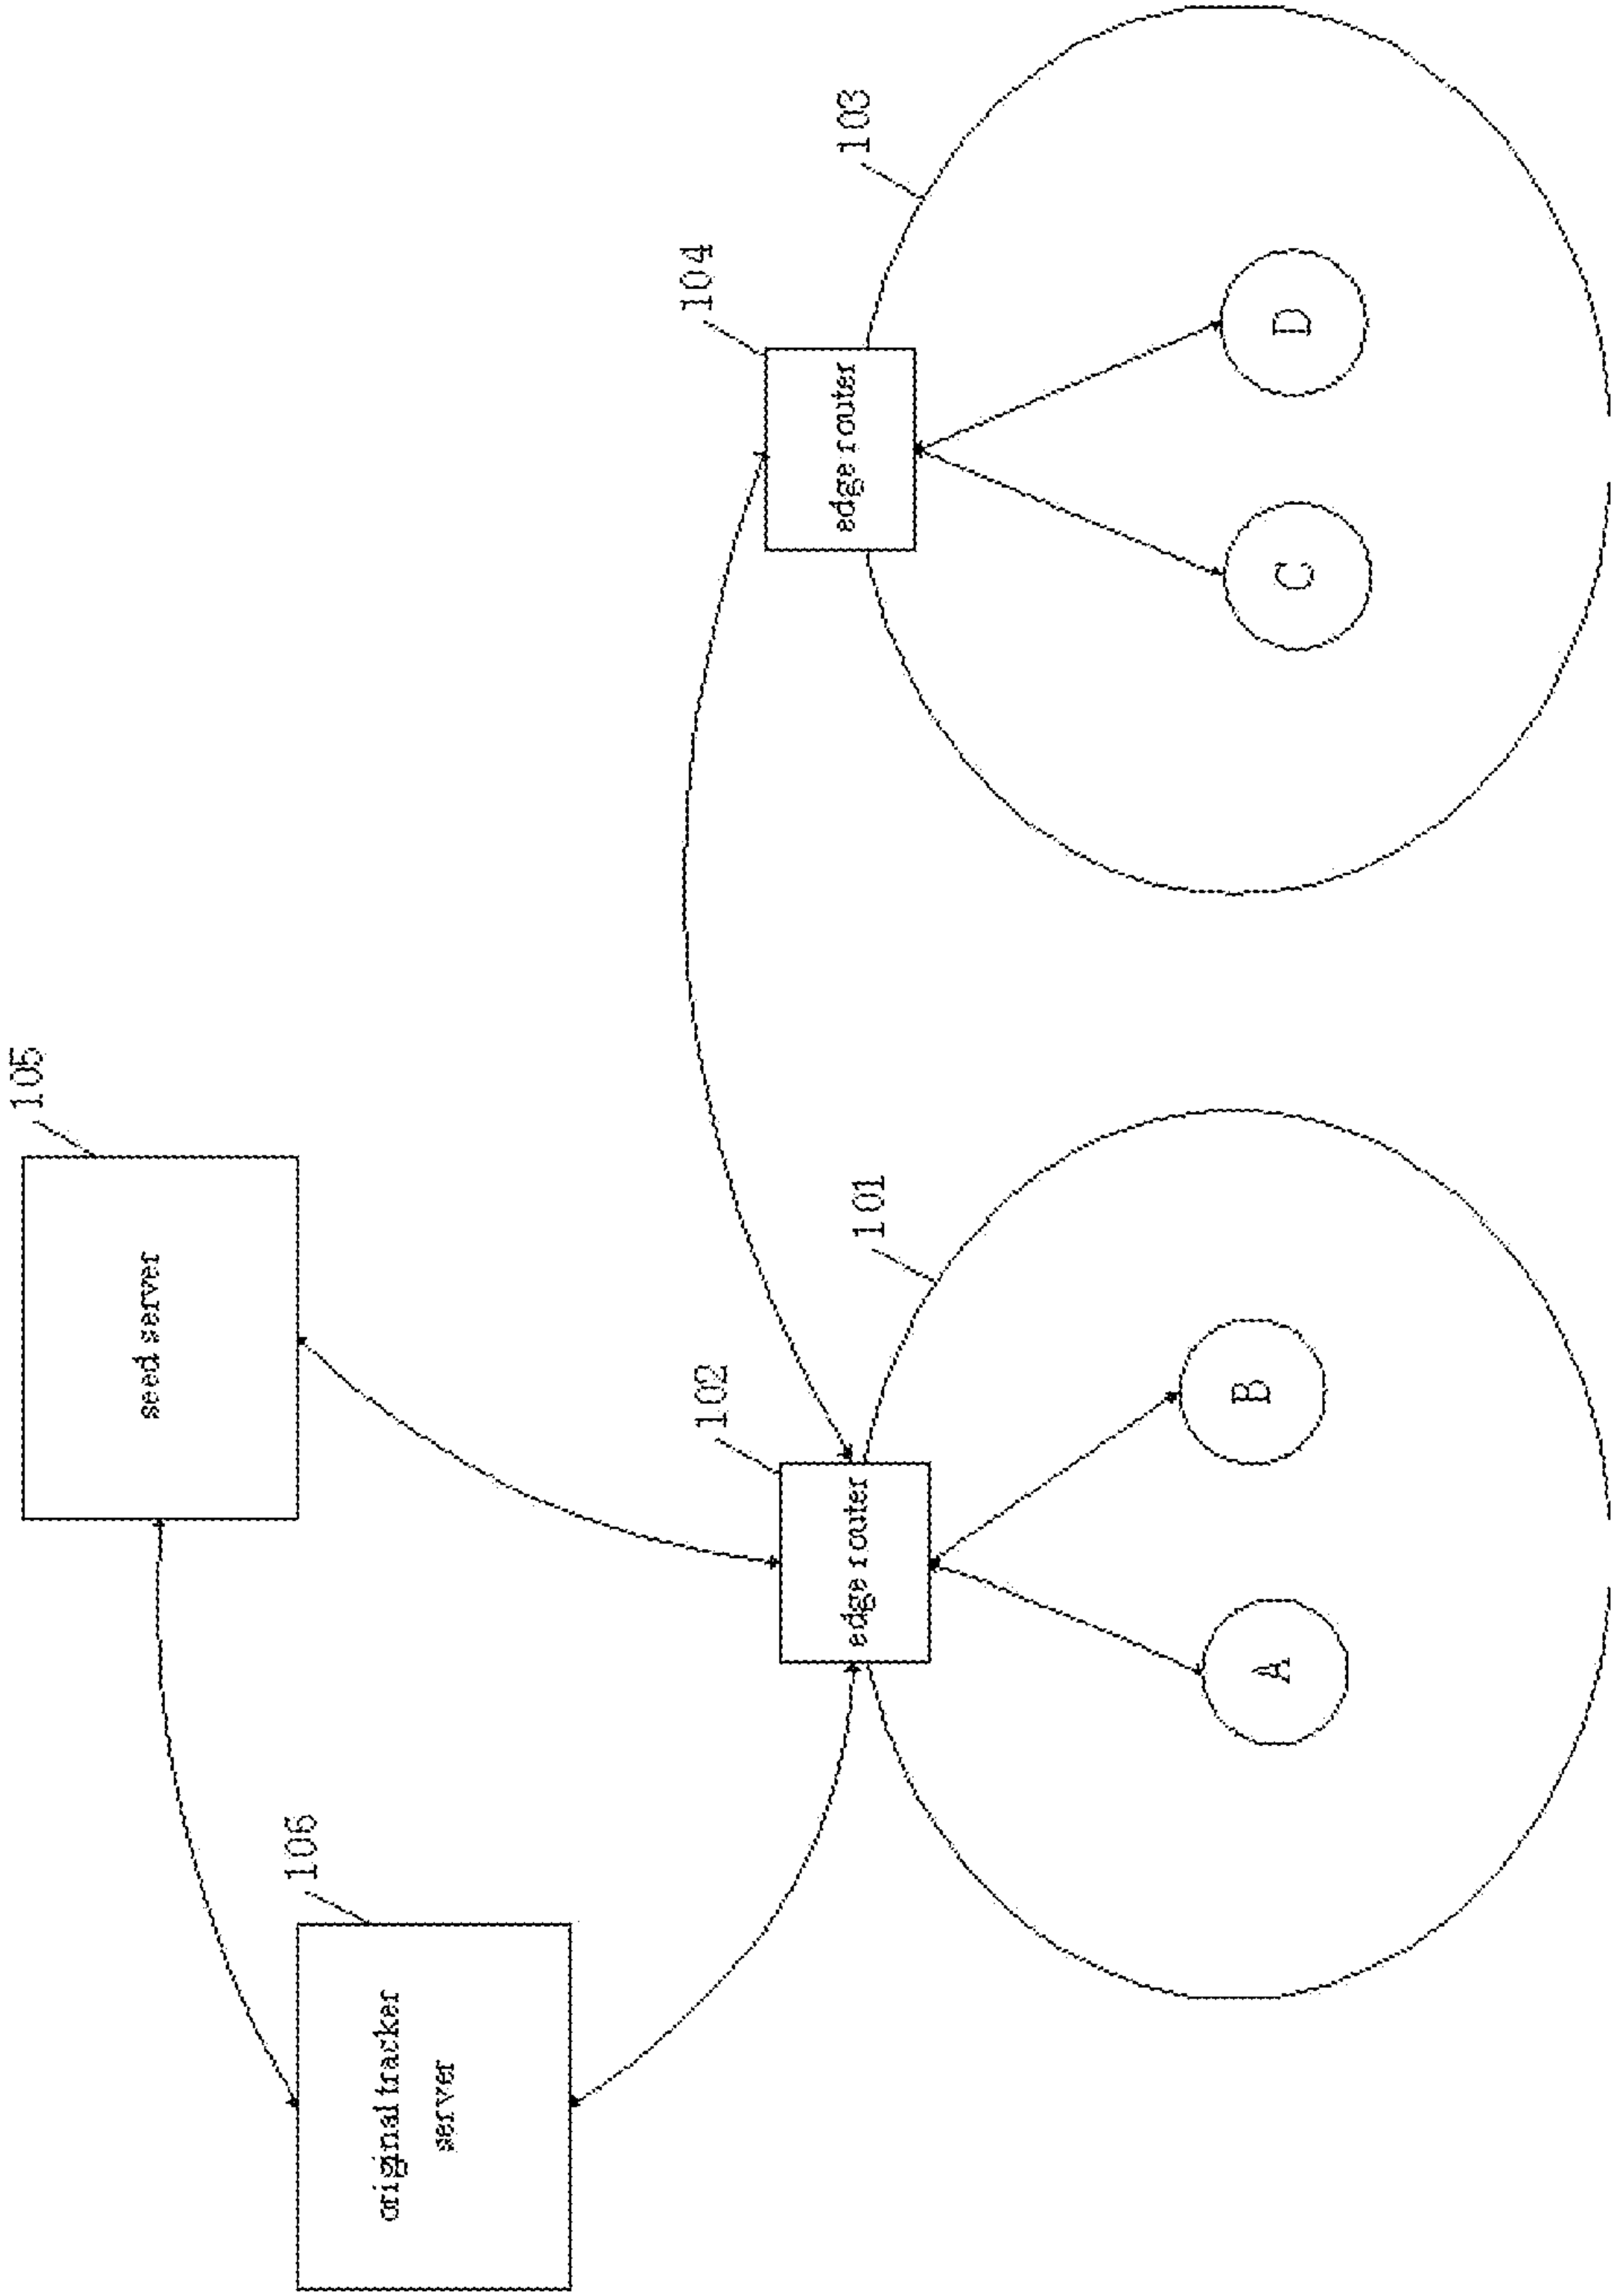 105
seed server
106
original tracker
server
102
edge router
101
A
B
104
edge router
103
C
D